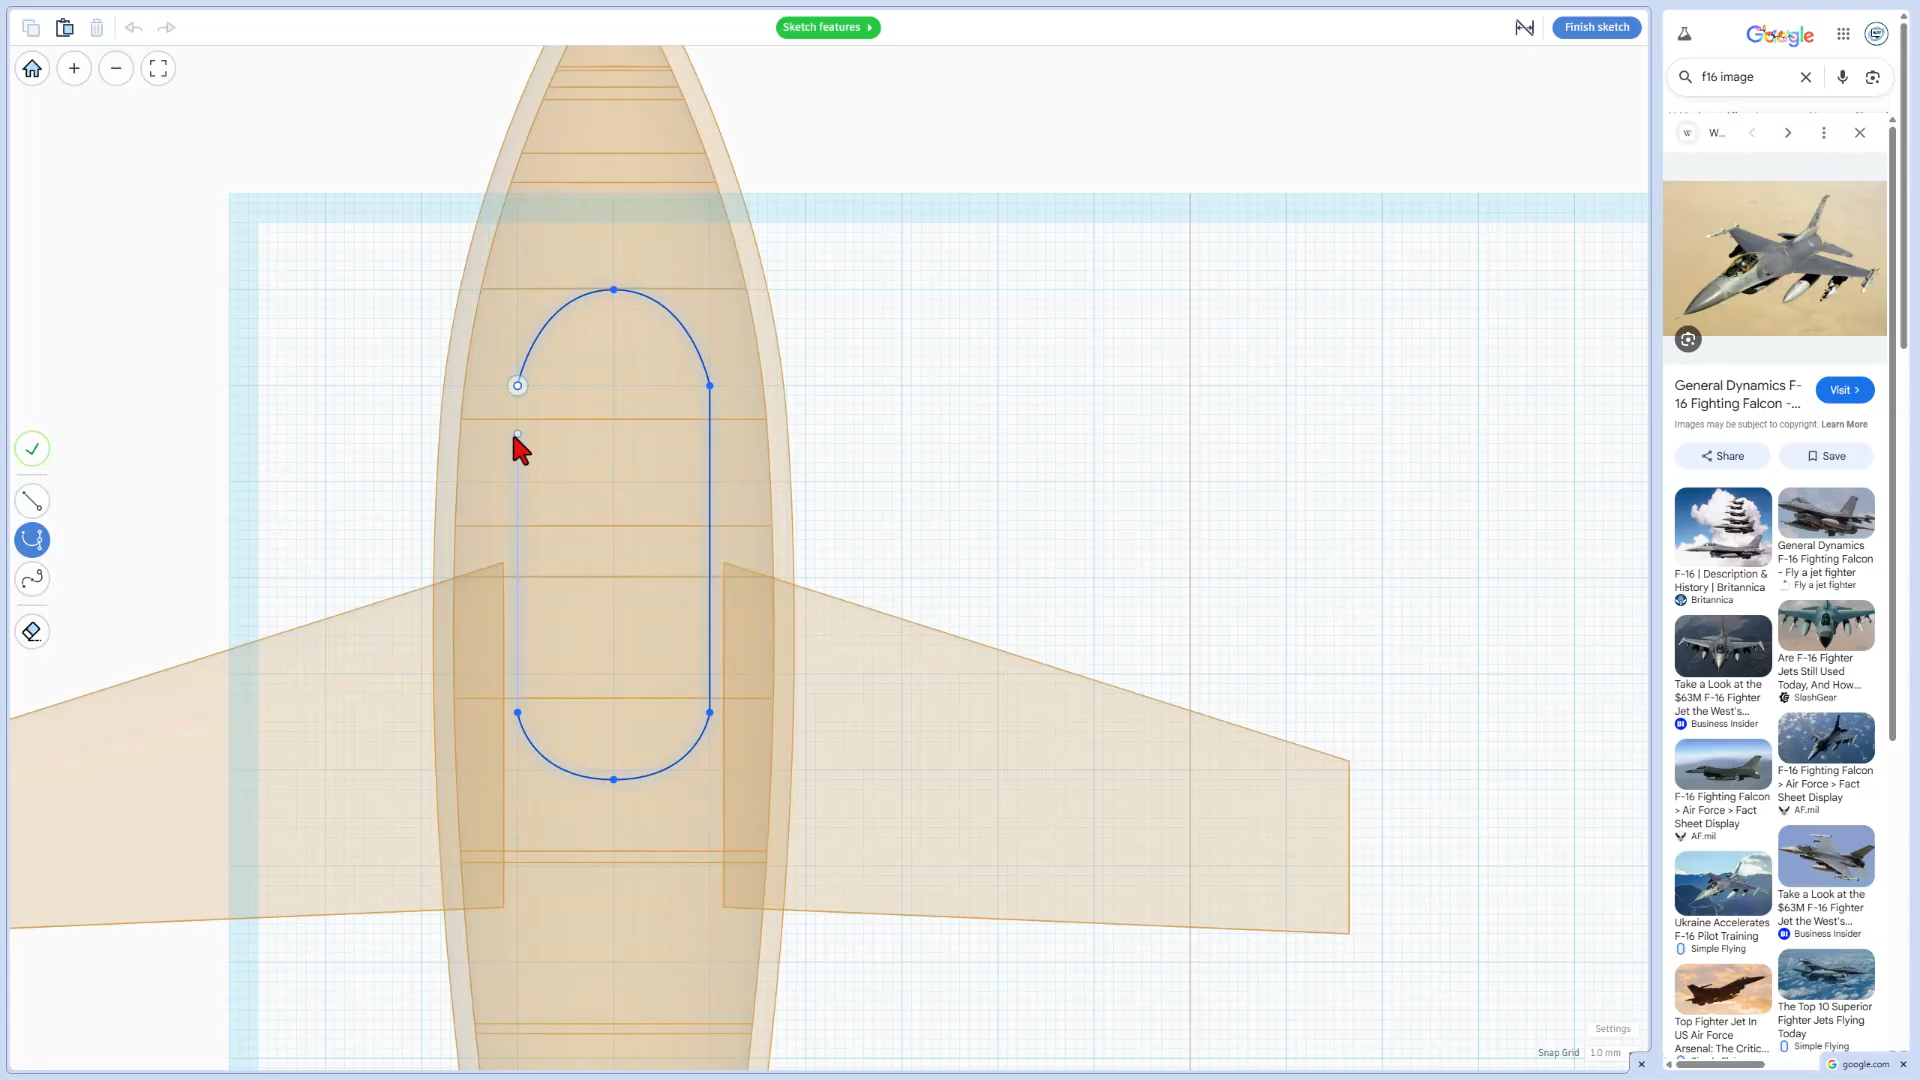 Sketch features
Finish sketch
Settings
Snap Grid 1.0 mm
Google
f16 image
W
W...
General Dynamics F-
16 Fighting Falcon -...
Visit >
Images may be subject to copyright. Learn More
Share
Save
F-16 | Description &
History | Britannica
Britannica
General Dynamics
F-16 Fighting Falcon
- Fly a jet fighter
Fly a jet fighter
Take a Look at the
$63M F-16 Fighter
Jet the West's...
BI Business Insider
Are F-16 Fighter
Jets Still Used
Today, And How...
SlashGear
F-16 Fighting Falcon
> Air Force > Fact
Sheet Display
AF.mil
F-16 Fighting Falcon
> Air Force > Fact
Sheet Display
AF.mil
Ukraine Accelerates
F-16 Pilot Training
Simple Flying
Take a Look at the
$63M F-16 Fighter
Jet the West's...
BI Business Insider
Top Fighter Jet In
US Air Force
Arsenal: The Critic...
The Top 10 Superior
Fighter Jets Flying
Today
Simple Flying
google.com